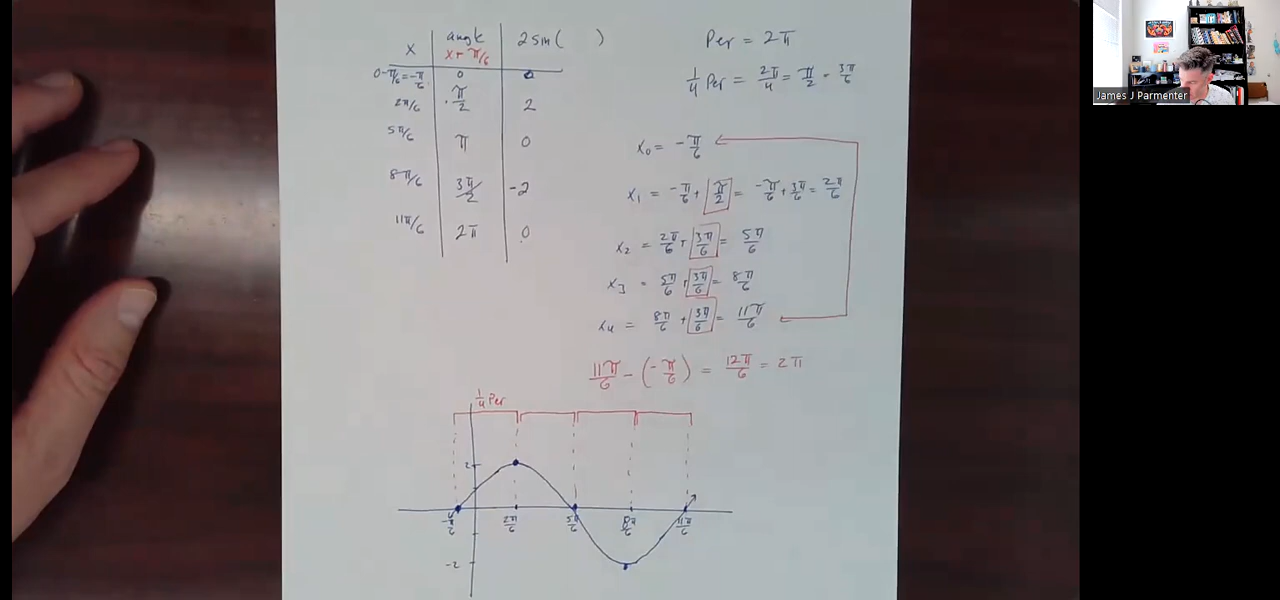 x angle x + π/6 2 sin( )
0-π/6 = -π/6 0 0
2π/6 π/2 2
5π/6 π 0
8π/6 3π/2 -2
11π/6 2π 0
Per = 2π
1/4 Per = 2π/4 = π/2 = 3π/6
x₀ = -π/6
x₁ = -π/6 + π/2 = -π/6 + 3π/6 = 2π/6
x₂ = 2π/6 + 3π/6 = 5π/6
x₃ = 5π/6 + 3π/6 = 8π/6
x₄ = 8π/6 + 3π/6 = 11π/6
11π/6 - (-π/6) = 12π/6 = 2π
1/4 Per
2
-π/6 2π/6 5π/6 8π/6 11π/6
-2
James J Parmenter